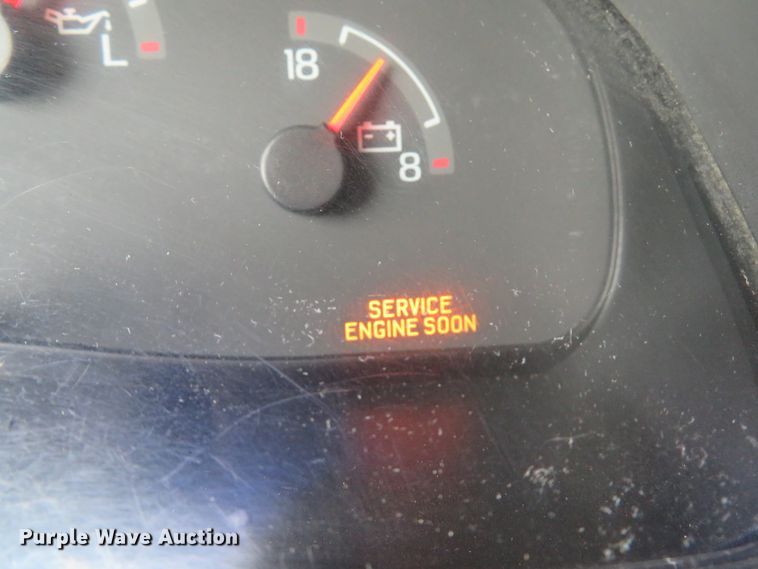 L
18
8
SERVICE
ENGINE SOON
Purple Wave Auction